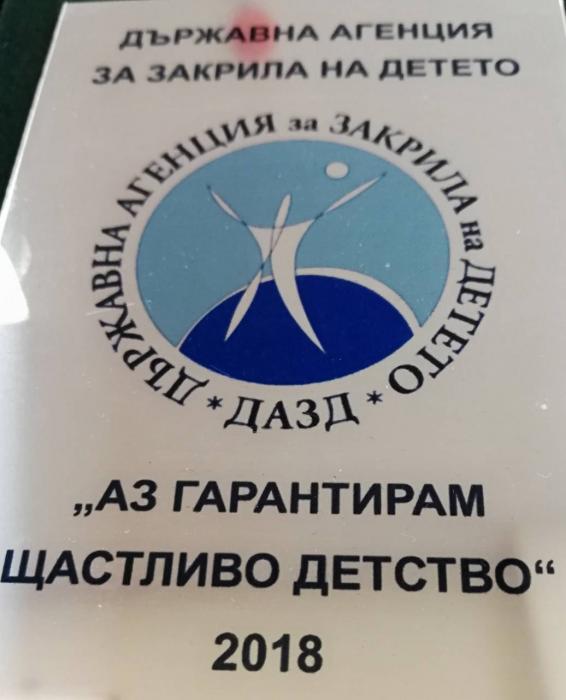 ДЪРЖАВНА АГЕНЦИЯ
ЗА ЗАКРИЛА НА ДЕТЕТО
ДЪРЖАВНА АГЕНЦИЯ за ЗАКРИЛА на ДЕТЕТО
* ДАЗД *
„АЗ ГАРАНТИРАМ
ЩАСТЛИВО ДЕТСТВО“
2018